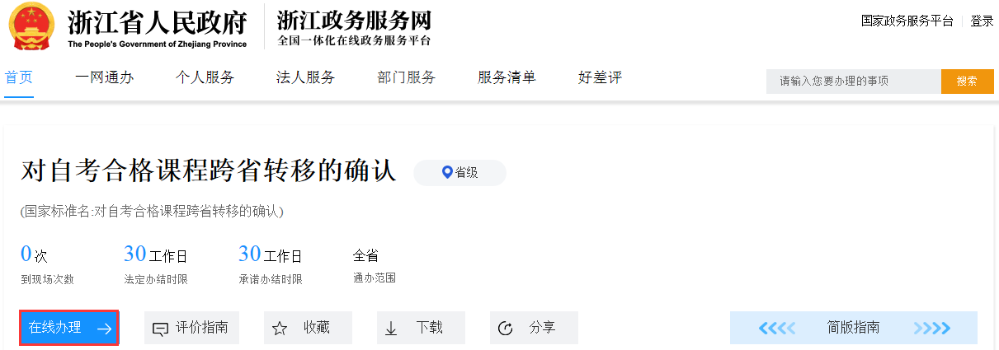 浙江省人民政府
The People's Government of Zhejiang Province
浙江政务服务网
全国一体化在线政务服务平台
国家政务服务平台 登录
首页 一网通办 个人服务 法人服务 部门服务 服务清单 好差评
请输入您要办理的事项 搜索
对自考合格课程跨省转移的确认 省级
(国家标准名:对自考合格课程跨省转移的确认)
0次 30工作日 30工作日 全省
到现场次数 法定办结时限 承诺办结时限 通办范围
在线办理 评价指南 收藏 下载 分享 简版指南